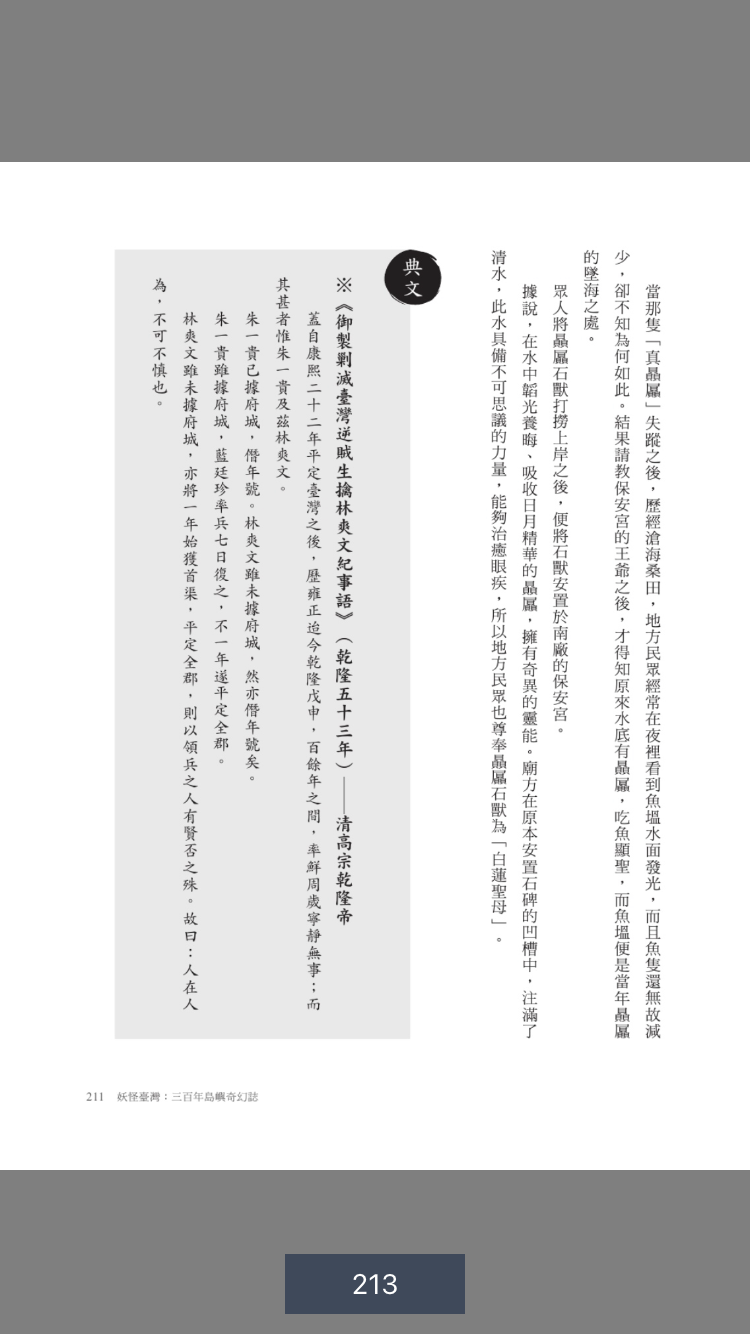 當那隻「真贔屭」失蹤之後，歷經滄海桑田，地方民眾經常在夜裡看到魚塭水面發光，而且魚隻還無故減
少，卻不知為何如此。結果請教保安宮的王爺之後，才得知原來水底有贔屭，吃魚顯聖，而魚塭便是當年贔屭
的墜海之處。
眾人將贔屭石獸打撈上岸之後，便將石獸安置於南廠的保安宮。
據說，在水中韜光養晦、吸收日月精華的贔屭，擁有奇異的靈能。廟方在原本安置石碑的凹槽中，注滿了
清水，此水具備不可思議的力量，能夠治癒眼疾，所以地方民眾也尊奉贔屭石獸為「白蓮聖母」。
典文
※《御製剿滅臺灣逆賊生擒林爽文紀事語》（乾隆五十三年）——清高宗乾隆帝
蓋自康熙二十二年平定臺灣之後，歷雍正迨今乾隆戊申，百餘年之間，率鮮周歲寧靜無事；而
其甚者惟朱一貴及茲林爽文。
朱一貴已據府城，僭年號。林爽文雖未據府城，然亦僭年號矣。
朱一貴雖據府城，藍廷珍率兵七日復之，不一年遂平定全郡。
林爽文雖未據府城，亦將一年始獲首渠，平定全郡，則以領兵之人有賢否之殊。故曰：人在人
為，不可不慎也。
211 妖怪臺灣：三百年島嶼奇幻誌
213